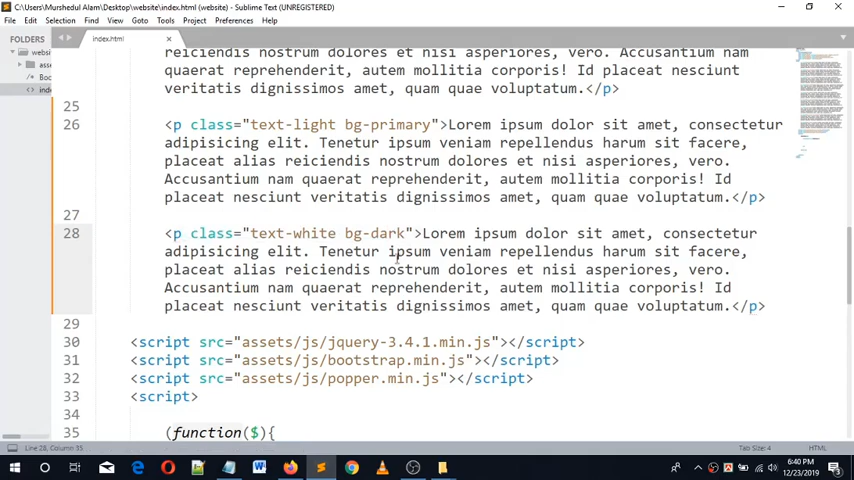 C:\Users\Murshedul Alam\Desktop\website\index.html (website) - Sublime Text (UNREGISTERED)
File Edit Selection Find View Goto Tools Project Preferences Help
FOLDERS
index.html
websi
ass
Boo
inde
reiciendis nostrum dolores et nisi asperiores, vero. Accusantium nam
quaerat reprehenderit, autem mollitia corporis! Id placeat nesciunt
veritatis dignissimos amet, quam quae voluptatum.</p>
25
26 <p class="text-light bg-primary">Lorem ipsum dolor sit amet, consectetur
adipisicing elit. Tenetur ipsum veniam repellendus harum sit facere,
placeat alias reiciendis nostrum dolores et nisi asperiores, vero.
Accusantium nam quaerat reprehenderit, autem mollitia corporis! Id
placeat nesciunt veritatis dignissimos amet, quam quae voluptatum.</p>
27
28 <p class="text-white bg-dark">Lorem ipsum dolor sit amet, consectetur
adipisicing elit. Tenetur ipsum veniam repellendus harum sit facere,
placeat alias reiciendis nostrum dolores et nisi asperiores, vero.
Accusantium nam quaerat reprehenderit, autem mollitia corporis! Id
placeat nesciunt veritatis dignissimos amet, quam quae voluptatum.</p>
29
30 <script src="assets/js/jquery-3.4.1.min.js"></script>
31 <script src="assets/js/bootstrap.min.js"></script>
32 <script src="assets/js/popper.min.js"></script>
33 <script>
34
35 (function($){
Line 28, Column 35 Tab Size: 4 HTML
6:40 PM
12/23/2019